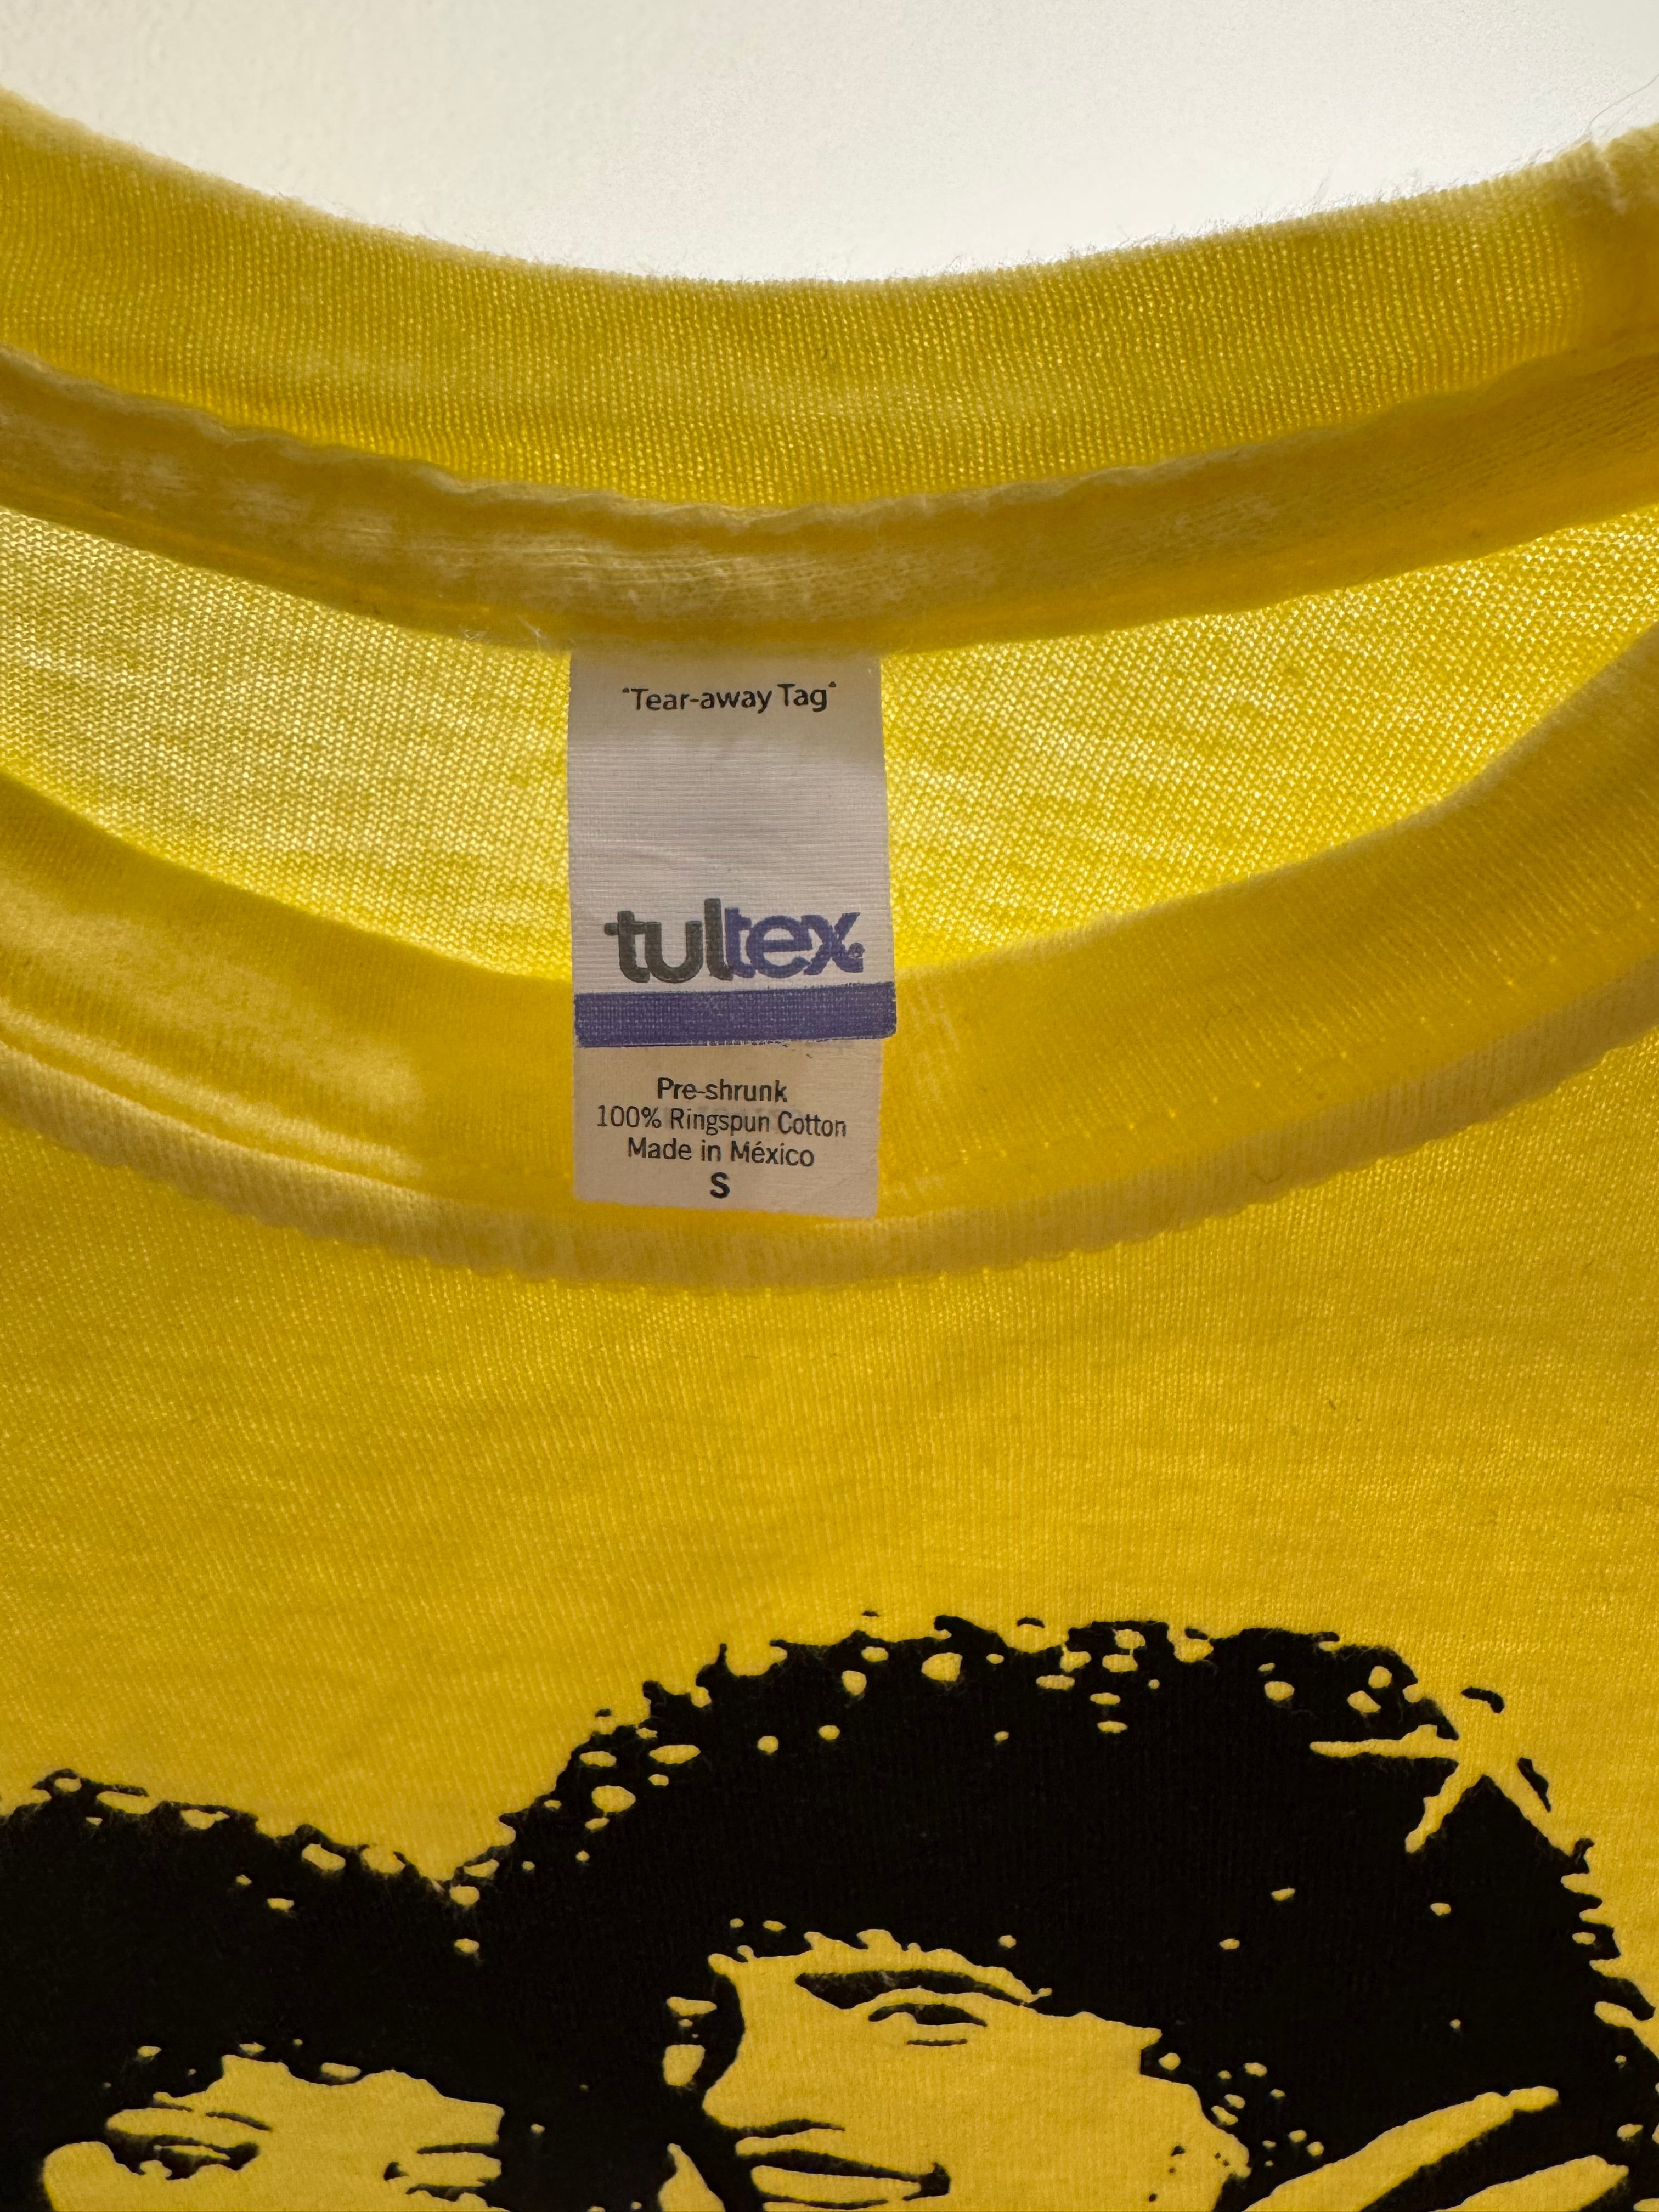 "Tear-away Tag"
tultex®
Pre-shrunk
100% Ringspun Cotton
Made in México
S